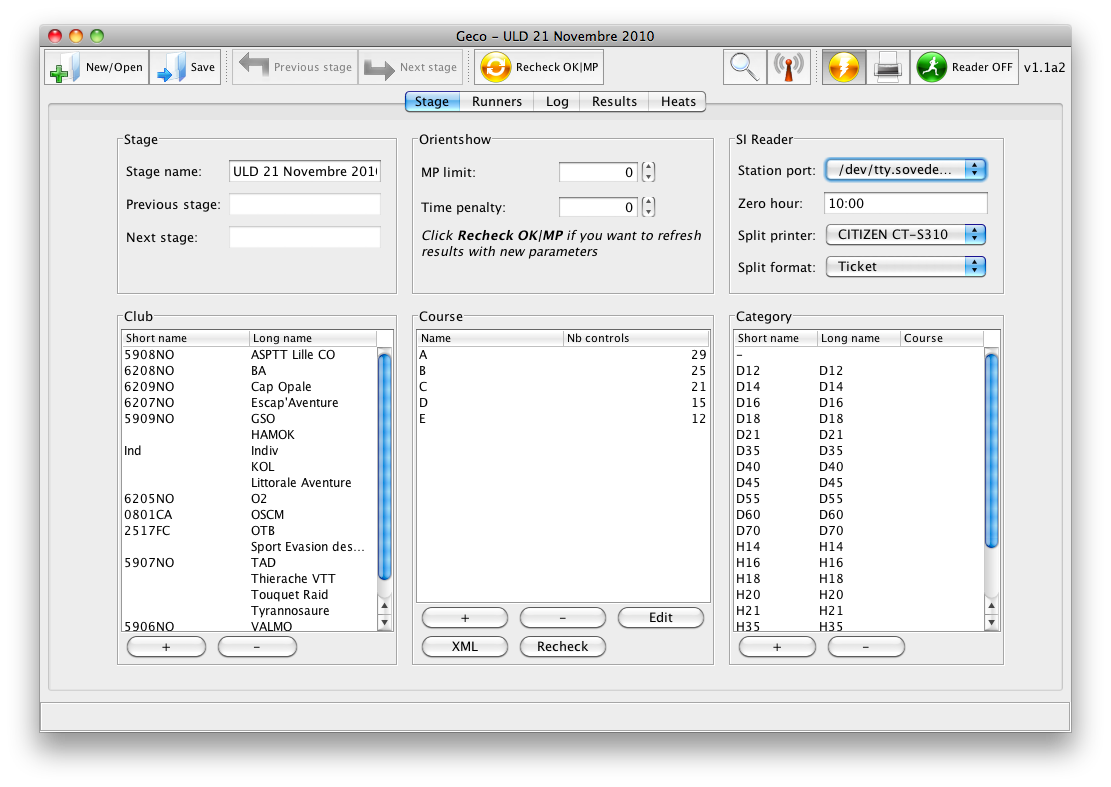 Geco – ULD 21 Novembre 2010
New/Open Save Previous stage Next stage Recheck OK|MP Reader OFF v1.1a2
Stage Runners Log Results Heats
Stage
Stage name: ULD 21 Novembre 201
Previous stage:
Next stage:
Orientshow
MP limit: 0
Time penalty: 0
Click Recheck OK|MP if you want to refresh
results with new parameters
SI Reader
Station port: /dev/tty.sovede...
Zero hour: 10:00
Split printer: CITIZEN CT-S310
Split format: Ticket
Club
Short name Long name
5908NO ASPTT Lille CO
6208NO BA
6209NO Cap Opale
6207NO Escap'Aventure
5909NO GSO
HAMOK
Ind Indiv
KOL
Littorale Aventure
6205NO O2
0801CA OSCM
2517FC OTB
Sport Evasion des...
5907NO TAD
Thierache VTT
Touquet Raid
Tyrannosaure
5906NO VALMO
+ -
Course
Name Nb controls
A 29
B 25
C 21
D 15
E 12
+ - Edit
XML Recheck
Category
Short name Long name Course
-
D12 D12
D14 D14
D16 D16
D18 D18
D21 D21
D35 D35
D40 D40
D45 D45
D55 D55
D60 D60
D70 D70
H14 H14
H16 H16
H18 H18
H20 H20
H21 H21
H35 H35
+ -